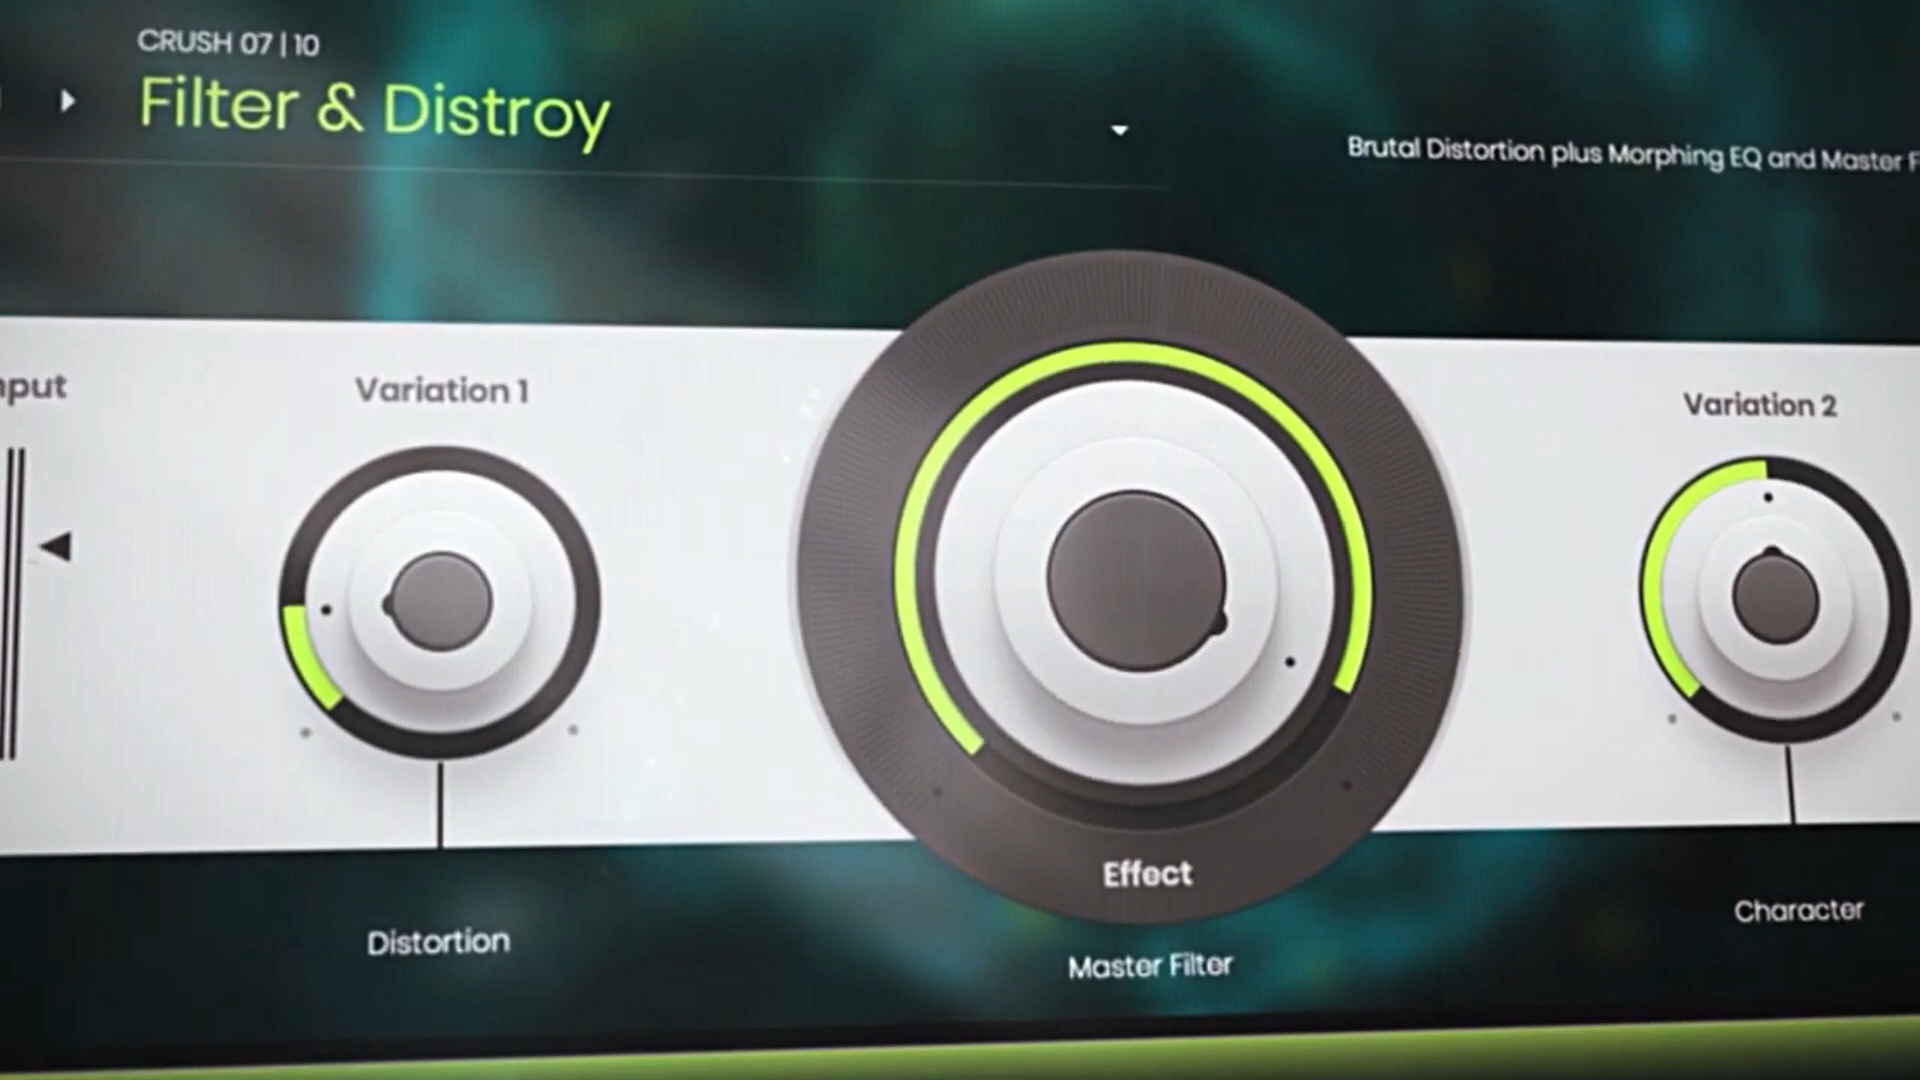 CRUSH 07 | 10
Filter & Distroy
Brutal Distortion plus Morphing EQ and Master
Variation 1
Variation 2
Effect
Distortion
Character
Master Filter